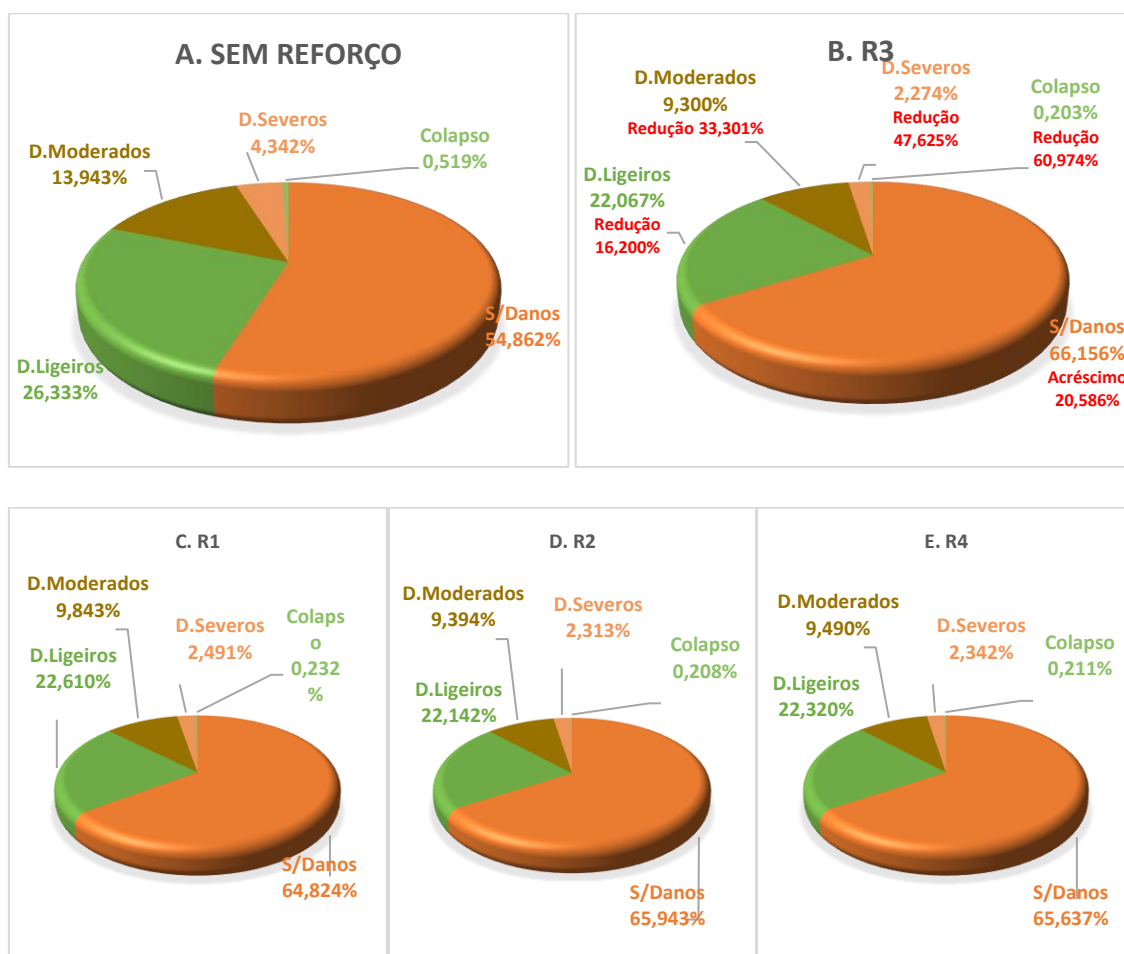 A. SEM REFORÇO
D.Severos
4,342%
Colapso
0,519%
D.Moderados
13,943%
S/Danos
54,862%
D.Ligeiros
26,333%
B. R3
D.Moderados
9,300%
Redução 33,301%
D.Severos
2,274%
Redução
47,625%
Colapso
0,203%
Redução
60,974%
D.Ligeiros
22,067%
Redução
16,200%
S/Danos
66,156%
Acréscimo
20,586%
C. R1
D.Moderados
9,843%
D.Severos
2,491%
Colaps
o
0,232
%
D.Ligeiros
22,610%
S/Danos
64,824%
D. R2
D.Moderados
9,394%
D.Severos
2,313%
Colapso
0,208%
D.Ligeiros
22,142%
S/Danos
65,943%
E. R4
D.Moderados
9,490%
D.Severos
2,342%
Colapso
0,211%
D.Ligeiros
22,320%
S/Danos
65,637%